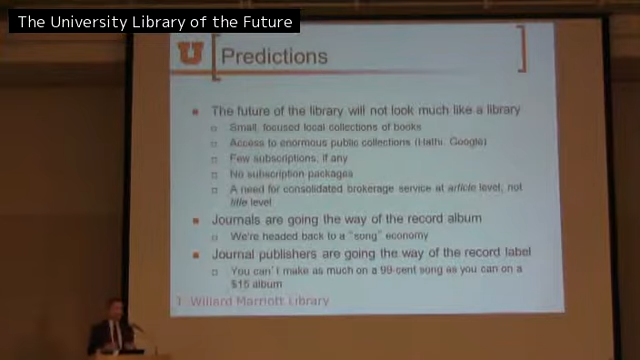 The University Library of the Future
U
Predictions
The future of the library will not look much like a library
Small, focused local collections of books
Access to enormous public collections (Hathi, Google)
Few subscriptions, if any
No subscription packages
A need for consolidated brokerage service at article level, not
title level
Journals are going the way of the record album
We're headed back to a "song" economy
Journal publishers are going the way of the record label
You can't make as much on a 99-cent song as you can on a
$15 album
J. Willard Marriott Library